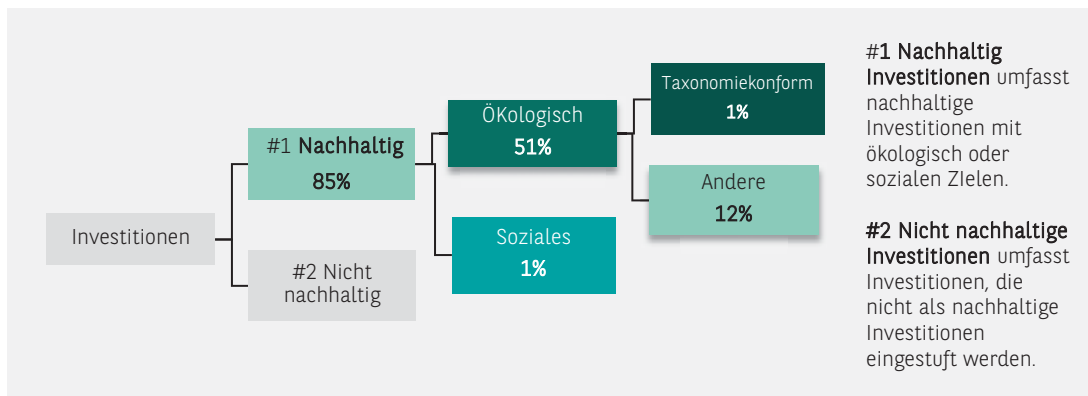 Investitionen
#1 Nachhaltig
85%
#2 Nicht
nachhaltig
ÖKologisch
51%
Soziales
1%
Taxonomiekonform
1%
Andere
12%
#1 Nachhaltig
Investitionen umfasst
nachhaltige
Investitionen mit
ökologisch oder
sozialen ZIelen.
#2 Nicht nachhaltige
Investitionen umfasst
Investitionen, die
nicht als nachhaltige
Investitionen
eingestuft werden.